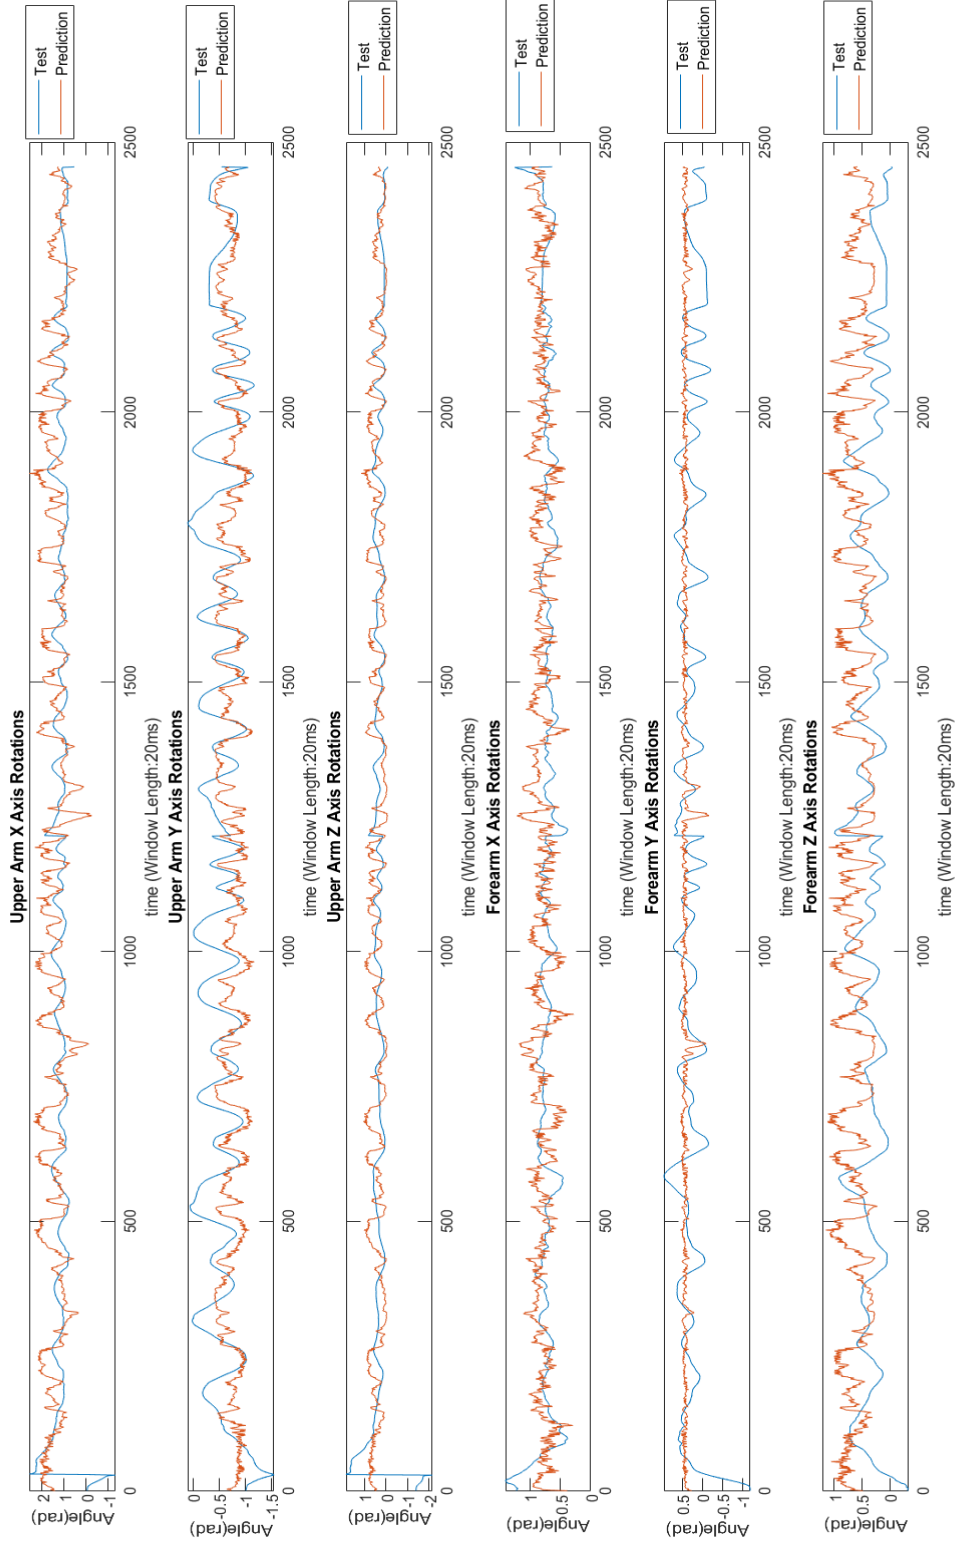 Upper Arm X Axis Rotations
Test
Prediction
Angle(rad)
2
1
0
-1
0
500
1000
1500
2000
2500
time (Window Length:20ms)
Upper Arm Y Axis Rotations
Test
Prediction
Angle(rad)
0
-0.5
-1
-1.5
0
500
1000
1500
2000
2500
time (Window Length:20ms)
Upper Arm Z Axis Rotations
Test
Prediction
Angle(rad)
1
0
-1
-2
0
500
1000
1500
2000
2500
time (Window Length:20ms)
Forearm X Axis Rotations
Test
Prediction
Angle(rad)
1
0.5
0
0
500
1000
1500
2000
2500
time (Window Length:20ms)
Forearm Y Axis Rotations
Test
Prediction
Angle(rad)
0.5
0
-0.5
-1
0
500
1000
1500
2000
2500
time (Window Length:20ms)
Forearm Z Axis Rotations
Test
Prediction
Angle(rad)
1
0.5
0
0
500
1000
1500
2000
2500
time (Window Length:20ms)